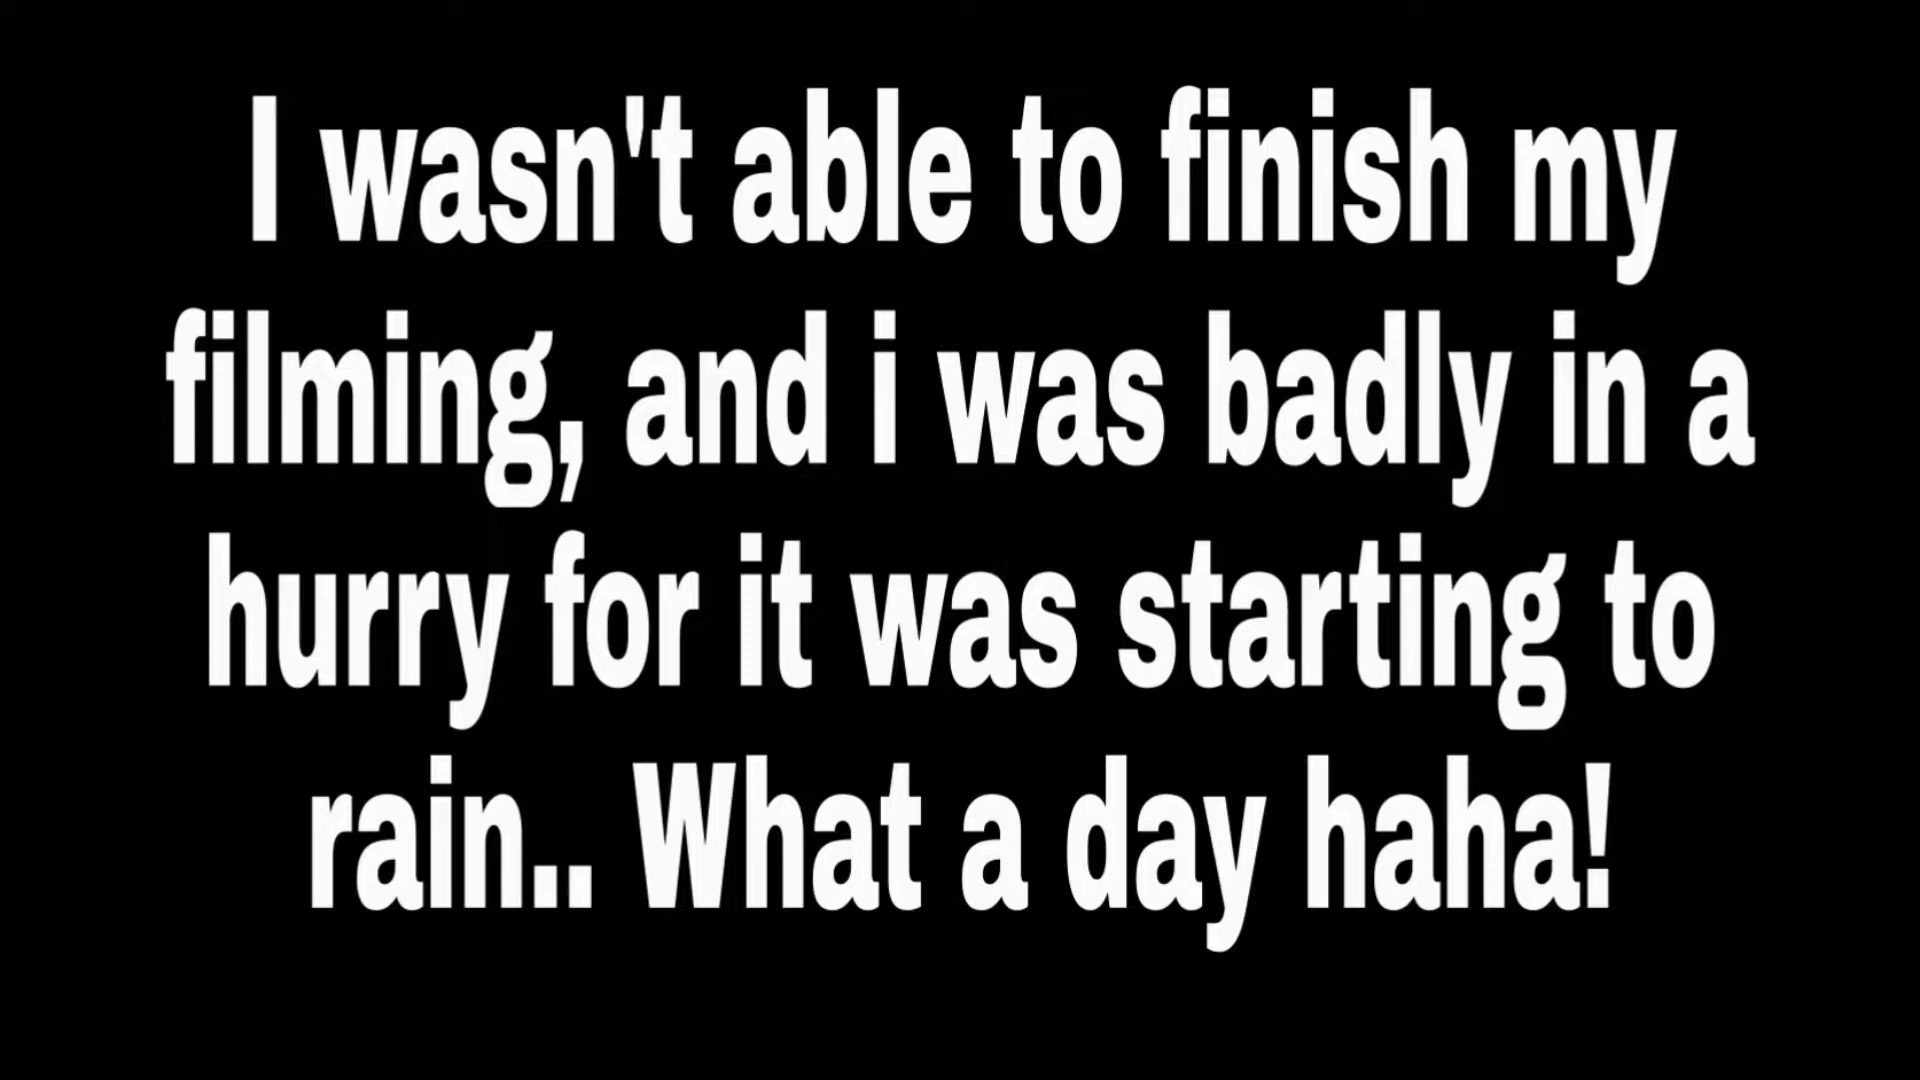 I wasn't able to finish my
filming, and i was badly in a
hurry for it was starting to
rain.. What a day haha!